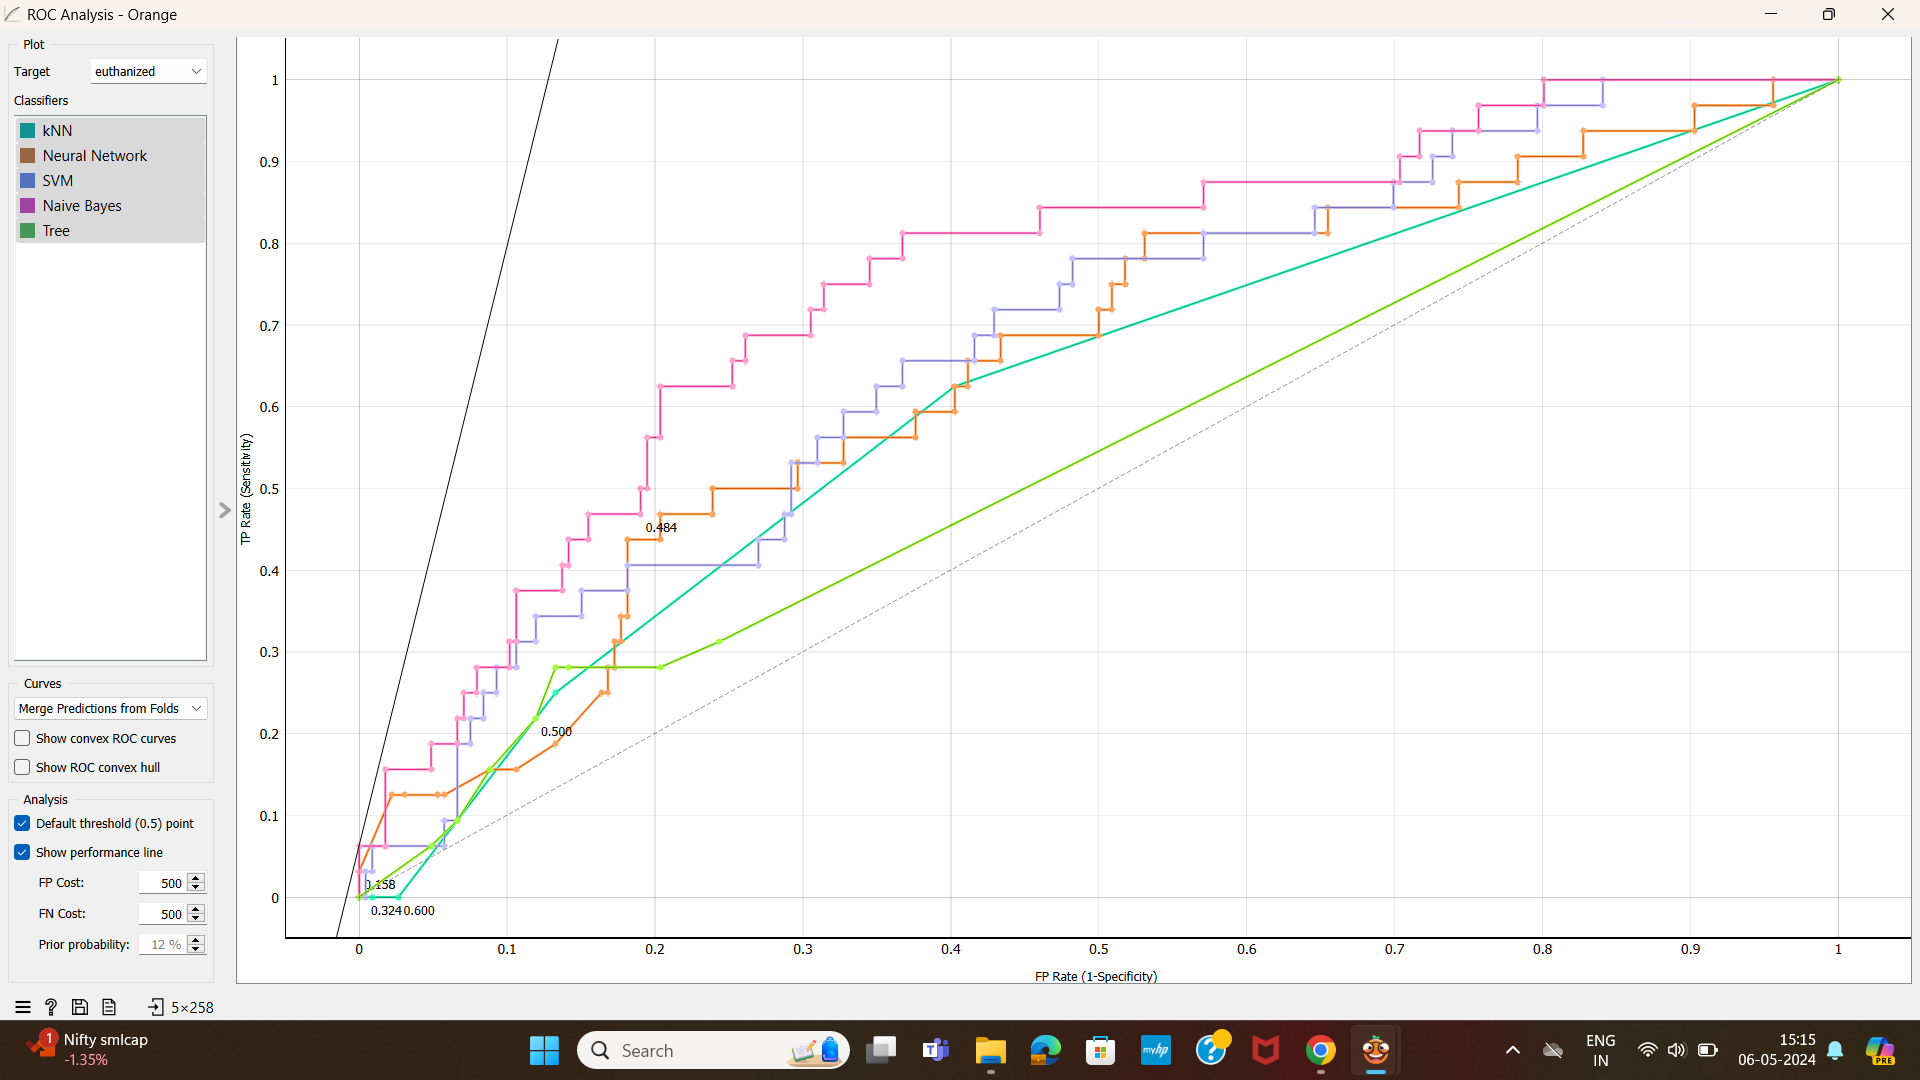 ROC Analysis - Orange
Plot
Target euthanized
Classifiers
kNN
Neural Network
SVM
Naive Bayes
Tree
Curves
Merge Predictions from Folds
Show convex ROC curves
Show ROC convex hull
Analysis
Default threshold (0.5) point
Show performance line
FP Cost: 500
FN Cost: 500
Prior probability: 12 %
5×258
TP Rate (Sensitivity)
1
0.9
0.8
0.7
0.6
0.5
0.4
0.3
0.2
0.1
0
0.484
0.500
0.158
0.324 0.600
0 0.1 0.2 0.3 0.4 0.5 0.6 0.7 0.8 0.9 1
FP Rate (1-Specificity)
1
Nifty smlcap
-1.35%
Search
myhp
PRE
ENG
IN
15:15
06-05-2024